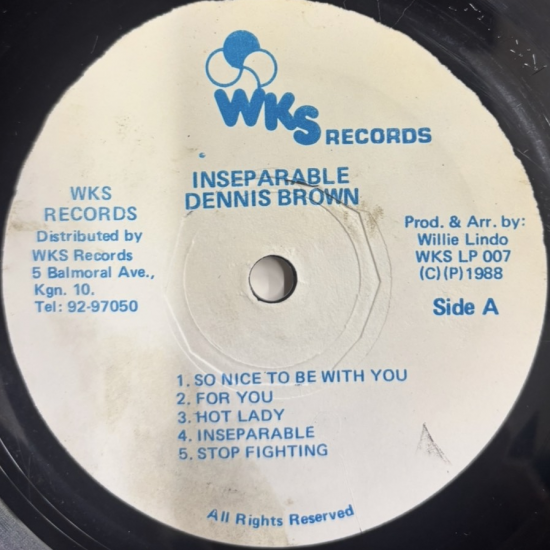 WKS RECORDS
INSEPARABLE
DENNIS BROWN
WKS
RECORDS
Distributed by
WKS Records
5 Balmoral Ave.,
Kgn. 10.
Tel: 92-97050
Prod. & Arr. by:
Willie Lindo
WKS LP 007
(C)(P)1988
Side A
1. SO NICE TO BE WITH YOU
2. FOR YOU
3. HOT LADY
4. INSEPARABLE
5. STOP FIGHTING
All Rights Reserved